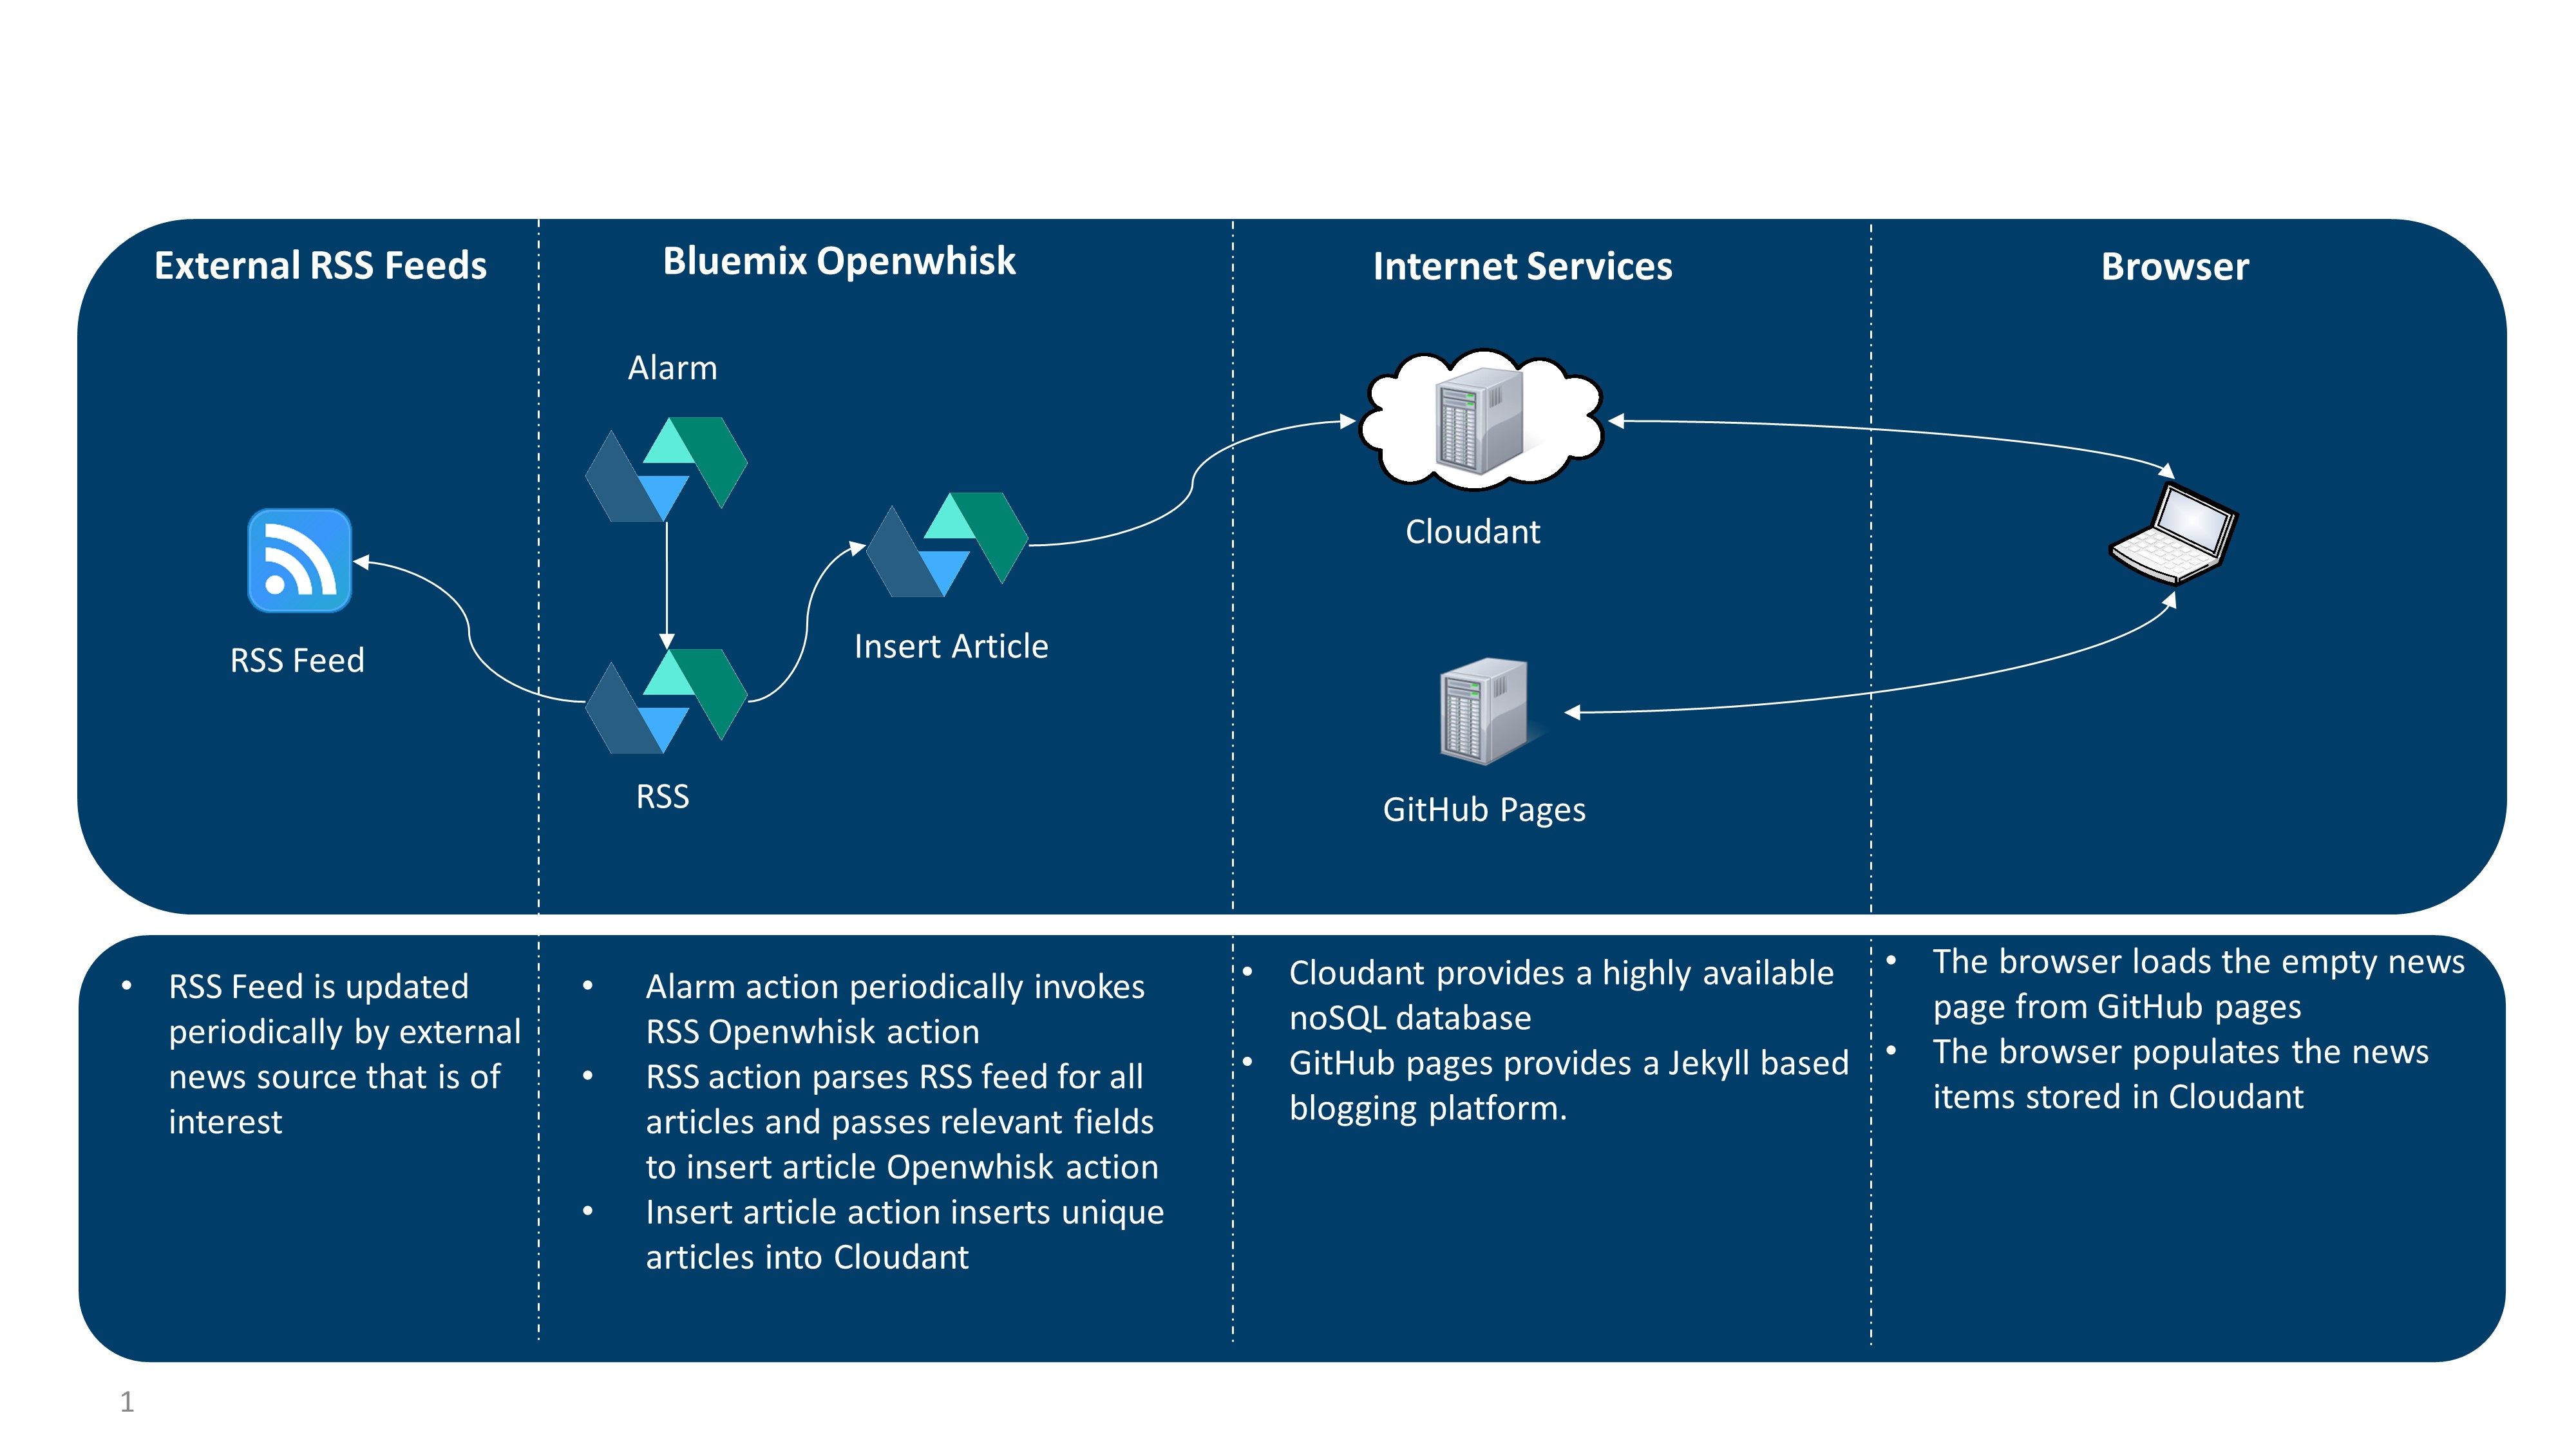 External RSS Feeds
Bluemix Openwhisk
Internet Services
Browser
Alarm
RSS Feed
RSS
Insert Article
Cloudant
GitHub Pages
• RSS Feed is updated
periodically by external
news source that is of
interest
• Alarm action periodically invokes
RSS Openwhisk action
• RSS action parses RSS feed for all
articles and passes relevant fields
to insert article Openwhisk action
• Insert article action inserts unique
articles into Cloudant
• Cloudant provides a highly available
noSQL database
• GitHub pages provides a Jekyll based
blogging platform.
• The browser loads the empty news
page from GitHub pages
• The browser populates the news
items stored in Cloudant
1